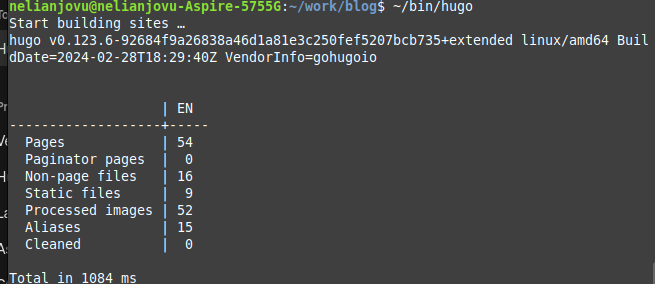 nelianjovu@nelianjovu-Aspire-5755G:~/work/blog$ ~/bin/hugo
Start building sites …
hugo v0.123.6-92684f9a26838a46d1a81e3c250fef5207bcb735+extended linux/amd64 Buil
dDate=2024-02-28T18:29:40Z VendorInfo=gohugoio
| EN
-------------------+-----
Pages | 54
Paginator pages | 0
Non-page files | 16
Static files | 9
Processed images | 52
Aliases | 15
Cleaned | 0
Total in 1084 ms